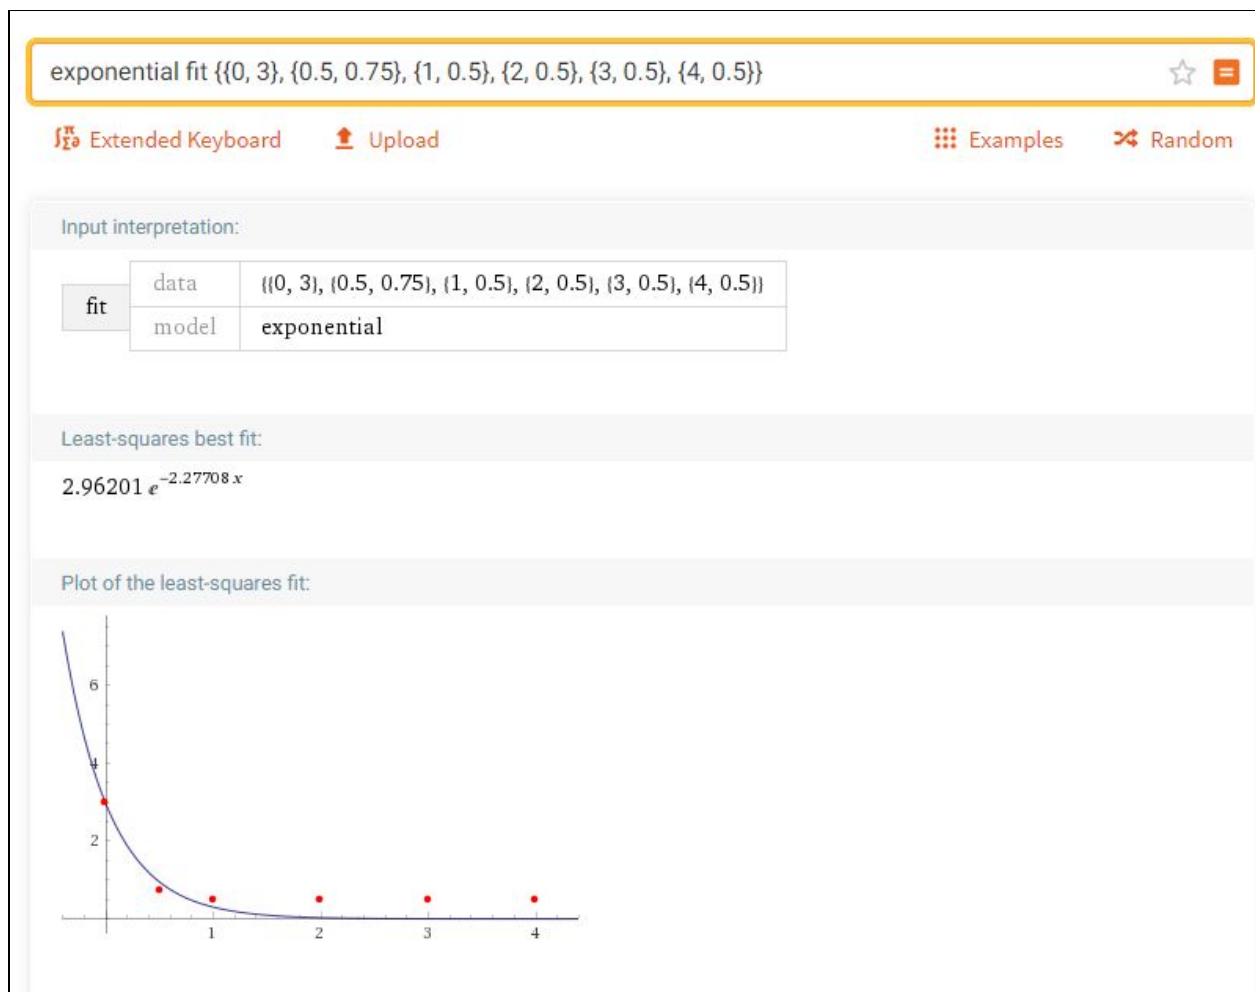 exponential fit {{0, 3}, {0.5, 0.75}, {1, 0.5}, {2, 0.5}, {3, 0.5}, {4, 0.5}}
Extended Keyboard Upload Examples Random
Input interpretation:
fit
data {{0, 3}, {0.5, 0.75}, {1, 0.5}, {2, 0.5}, {3, 0.5}, {4, 0.5}}
model exponential
Least-squares best fit:
2.96201 e^(-2.27708 x)
Plot of the least-squares fit:
6
4
2
1 2 3 4